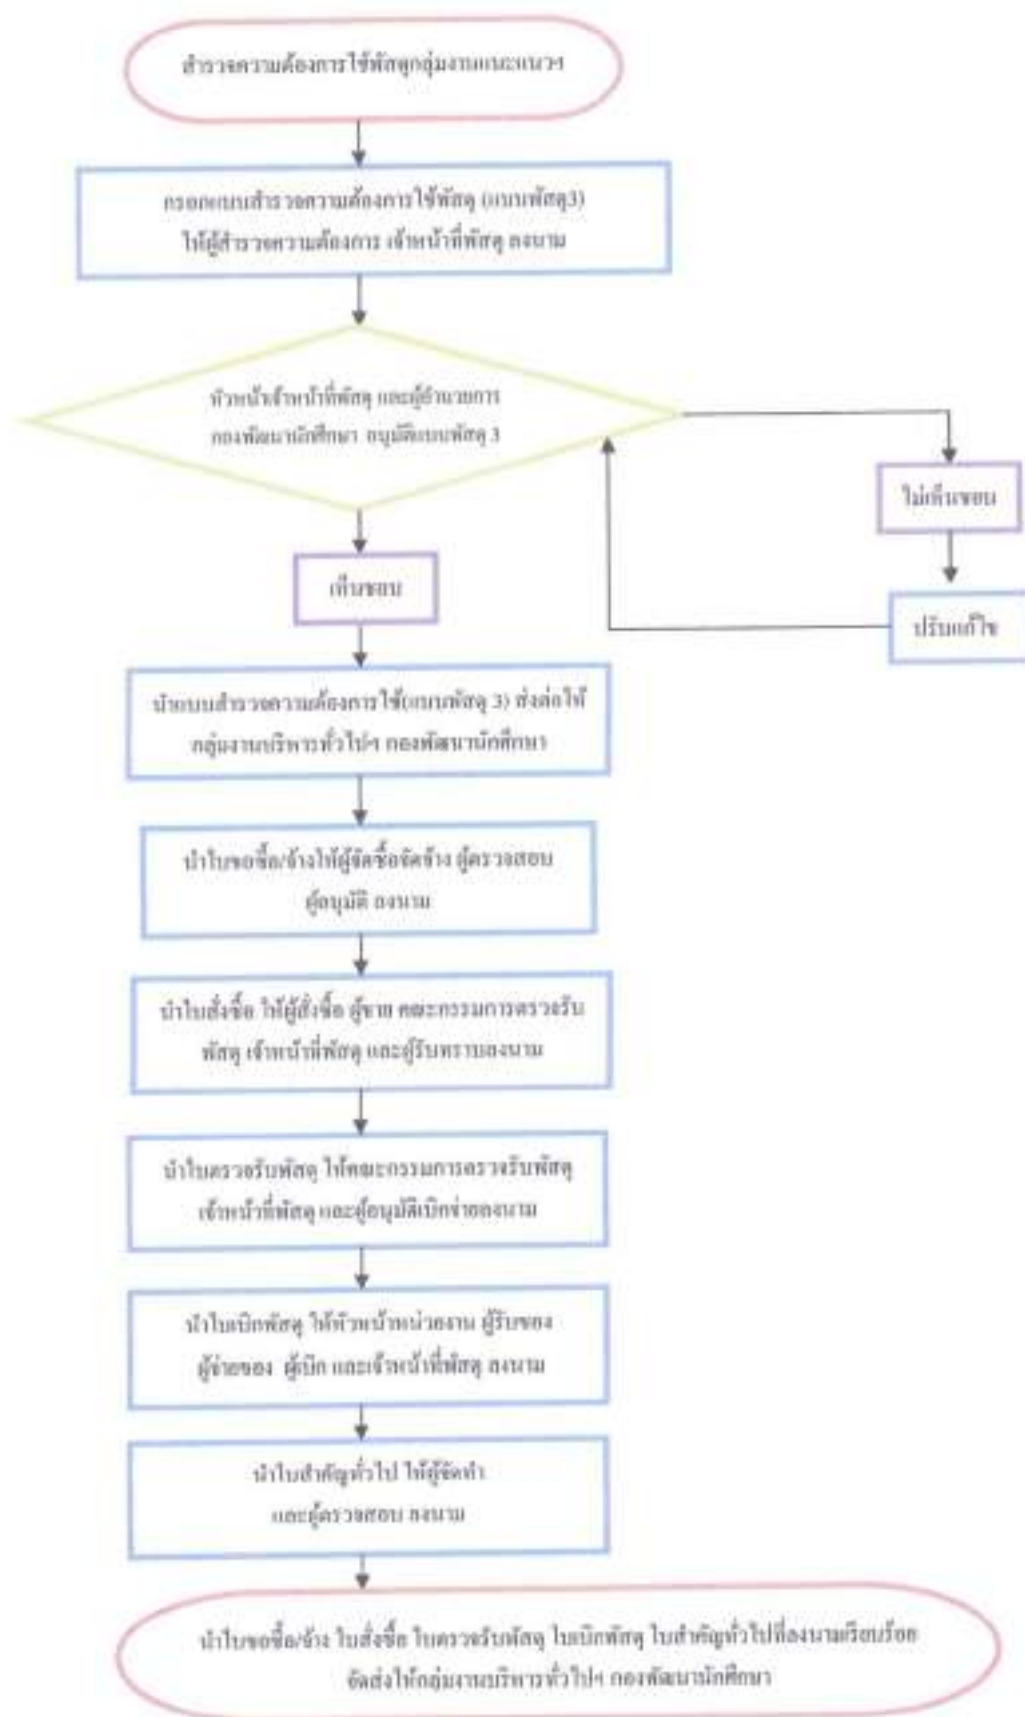 สำรวจความต้องการใช้พัสดุกลุ่มงานแนะแนวฯ
กรอกแบบสำรวจความต้องการใช้พัสดุ (แบบพัสดุ3)
ให้ผู้สำรวจความต้องการ เจ้าหน้าที่พัสดุ ลงนาม
หัวหน้าเจ้าหน้าที่พัสดุ และผู้อำนวยการ
กองพัฒนานักศึกษา อนุมัติแบบพัสดุ 3
ไม่เห็นชอบ
เห็นชอบ
ปรับแก้ไข
นำแบบสำรวจความต้องการใช้(แบบพัสดุ 3) ส่งต่อให้
กลุ่มงานบริหารทั่วไปฯ กองพัฒนานักศึกษา
นำใบขอซื้อ/จ้างให้ผู้จัดซื้อจัดจ้าง ผู้ตรวจสอบ
ผู้อนุมัติ ลงนาม
นำใบสั่งซื้อ ให้ผู้สั่งซื้อ ผู้ขาย คณะกรรมการตรวจรับ
พัสดุ เจ้าหน้าที่พัสดุ และผู้รับทราบลงนาม
นำใบตรวจรับพัสดุ ให้คณะกรรมการตรวจรับพัสดุ
เจ้าหน้าที่พัสดุ และผู้อนุมัติเบิกจ่ายลงนาม
นำใบเบิกพัสดุ ให้หัวหน้าหน่วยงาน ผู้รับของ
ผู้จ่ายของ ผู้เบิก และเจ้าหน้าที่พัสดุ ลงนาม
นำใบสำคัญทั่วไป ให้ผู้จัดทำ
และผู้ตรวจสอบ ลงนาม
นำใบขอซื้อ/จ้าง ใบสั่งซื้อ ใบตรวจรับพัสดุ ใบเบิกพัสดุ ใบสำคัญทั่วไปที่ลงนามเรียบร้อย
จัดส่งให้กลุ่มงานบริหารทั่วไปฯ กองพัฒนานักศึกษา